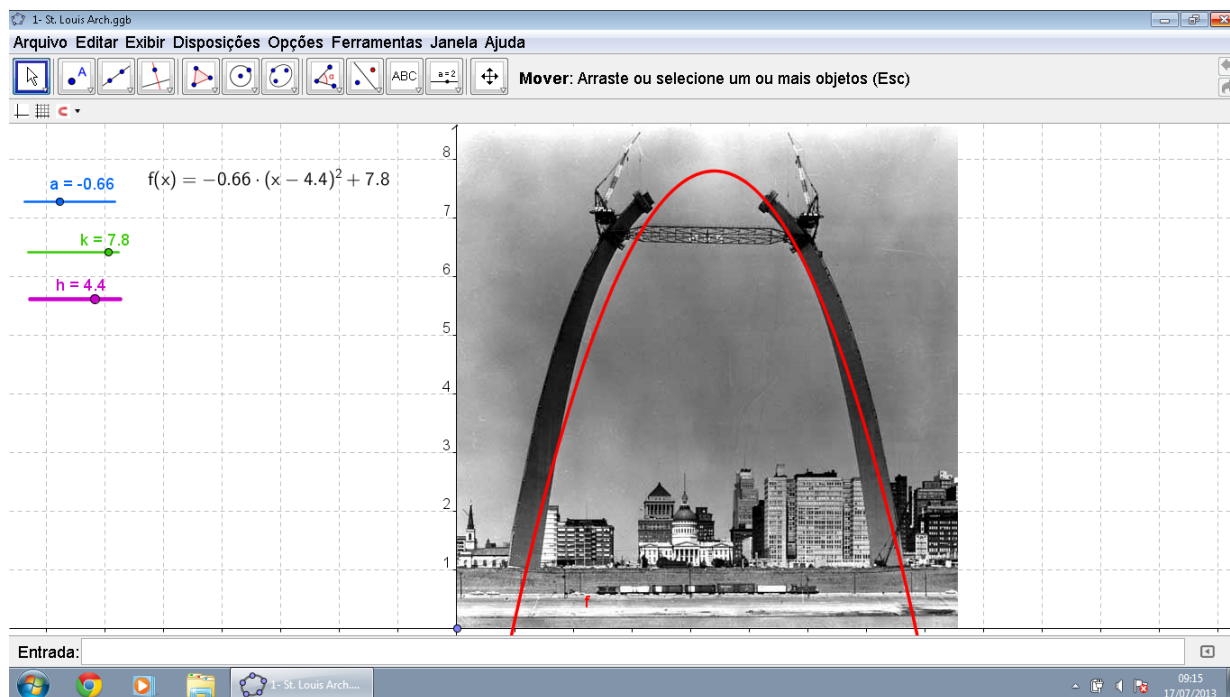 1- St. Louis Arch.ggb
Arquivo Editar Exibir Disposições Opções Ferramentas Janela Ajuda
A
α
ABC
a=2
Mover: Arraste ou selecione um ou mais objetos (Esc)
a = -0.66
f(x) = −0.66 · (x − 4.4)² + 7.8
k = 7.8
h = 4.4
8
7
6
5
4
3
2
1
f
Entrada:
1- St. Louis Arch....
09:15
17/07/2013